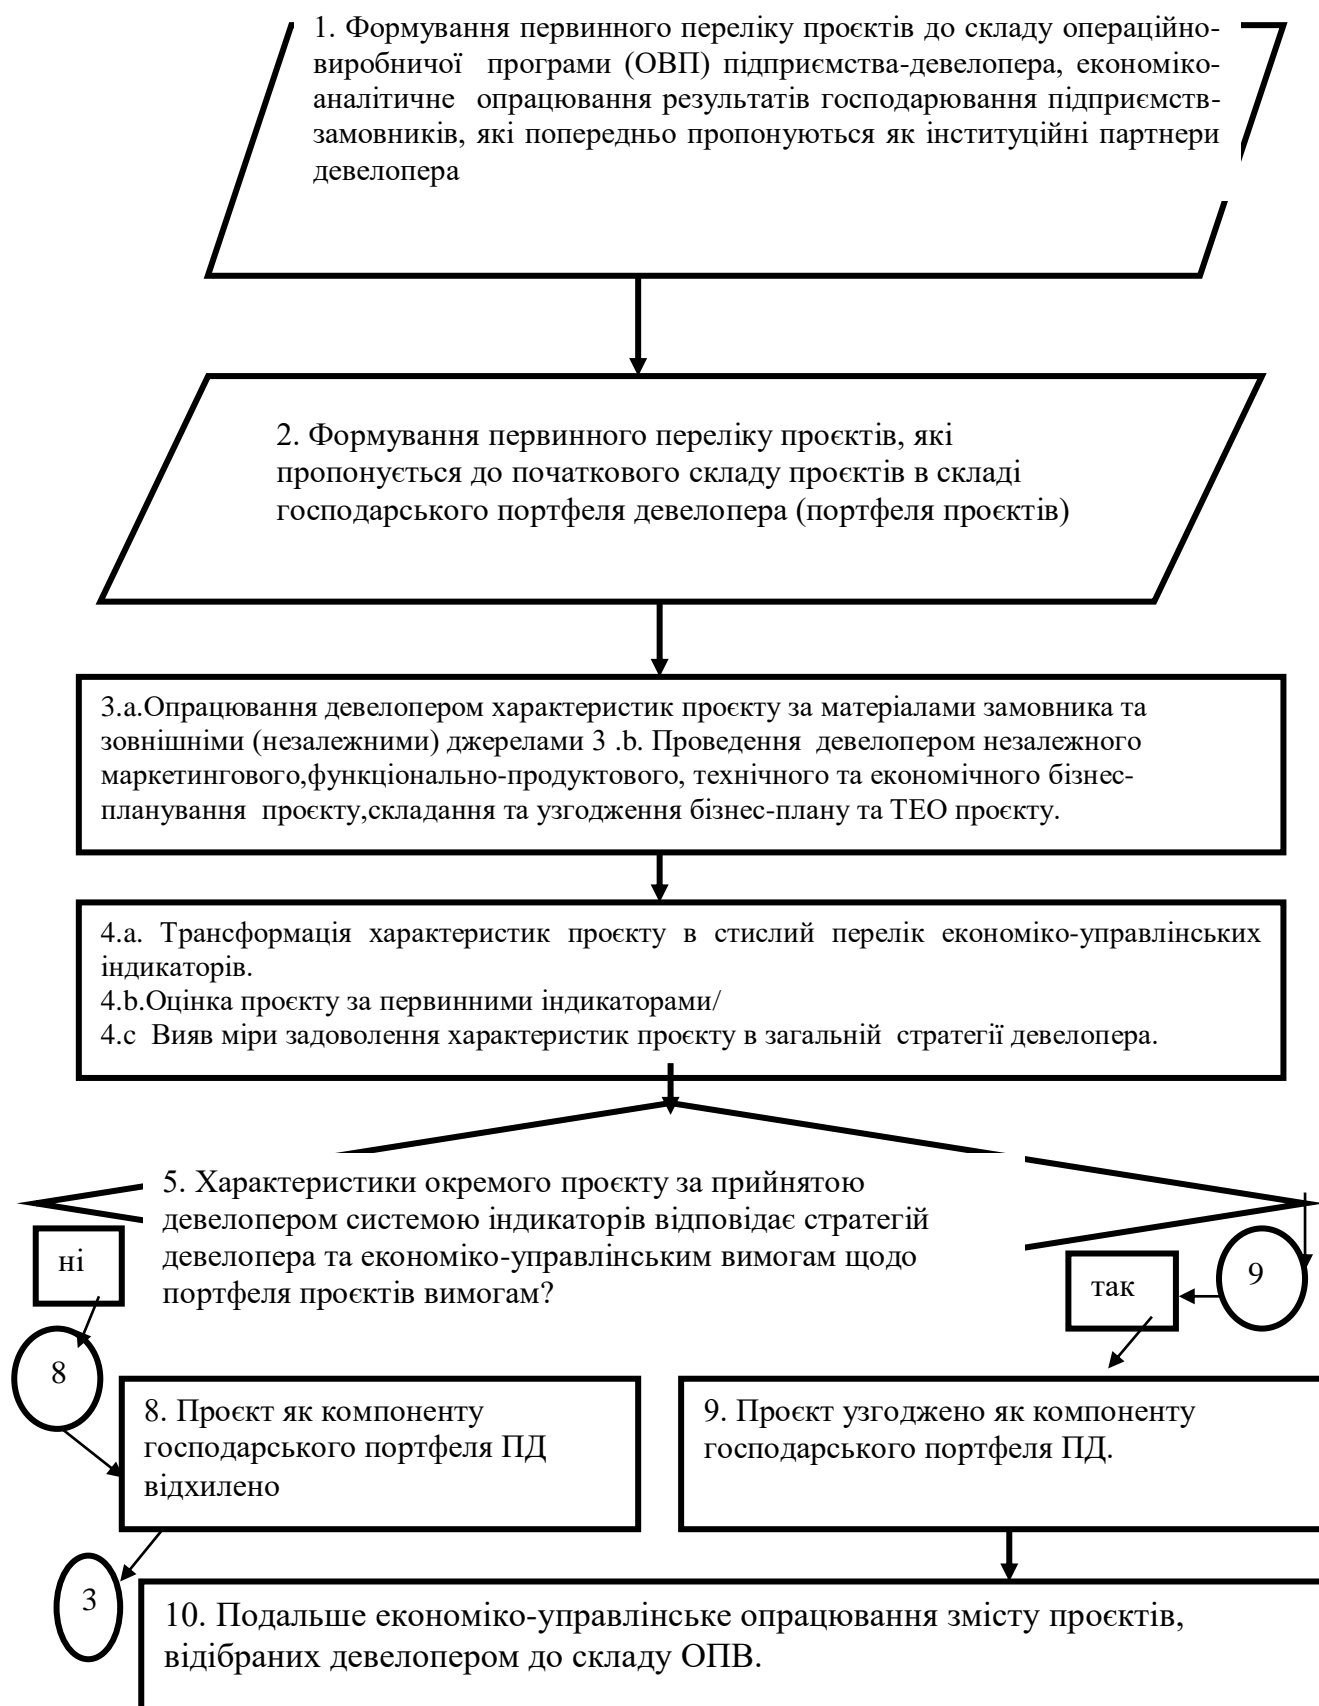 1. Формування первинного переліку проєктів до складу операційно-
виробничої програми (ОВП) підприємства-девелопера, економіко-
аналітичне опрацювання результатів господарювання підприємств-
замовників, які попередньо пропонуються як інституційні партнери
девелопера
2. Формування первинного переліку проєктів, які
пропонується до початкового складу проєктів в складі
господарського портфеля девелопера (портфеля проєктів)
3.а.Опрацювання девелопером характеристик проєкту за матеріалами замовника та
зовнішніми (незалежними) джерелами 3 .b. Проведення девелопером незалежного
маркетингового,функціонально-продуктового, технічного та економічного бізнес-
планування проєкту,складання та узгодження бізнес-плану та ТЕО проєкту.
4.а. Трансформація характеристик проєкту в стислий перелік економіко-управлінських
індикаторів.
4.b.Оцінка проєкту за первинними індикаторами/
4.с Вияв міри задоволення характеристик проєкту в загальній стратегії девелопера.
5. Характеристики окремого проєкту за прийнятою
девелопером системою індикаторів відповідає стратегій
девелопера та економіко-управлінським вимогам щодо
портфеля проєктів вимогам?
ні
так
9
8
8. Проєкт як компоненту
господарського портфеля ПД
відхилено
9. Проєкт узгоджено як компоненту
господарського портфеля ПД.
3
10. Подальше економіко-управлінське опрацювання змісту проєктів,
відібраних девелопером до складу ОПВ.